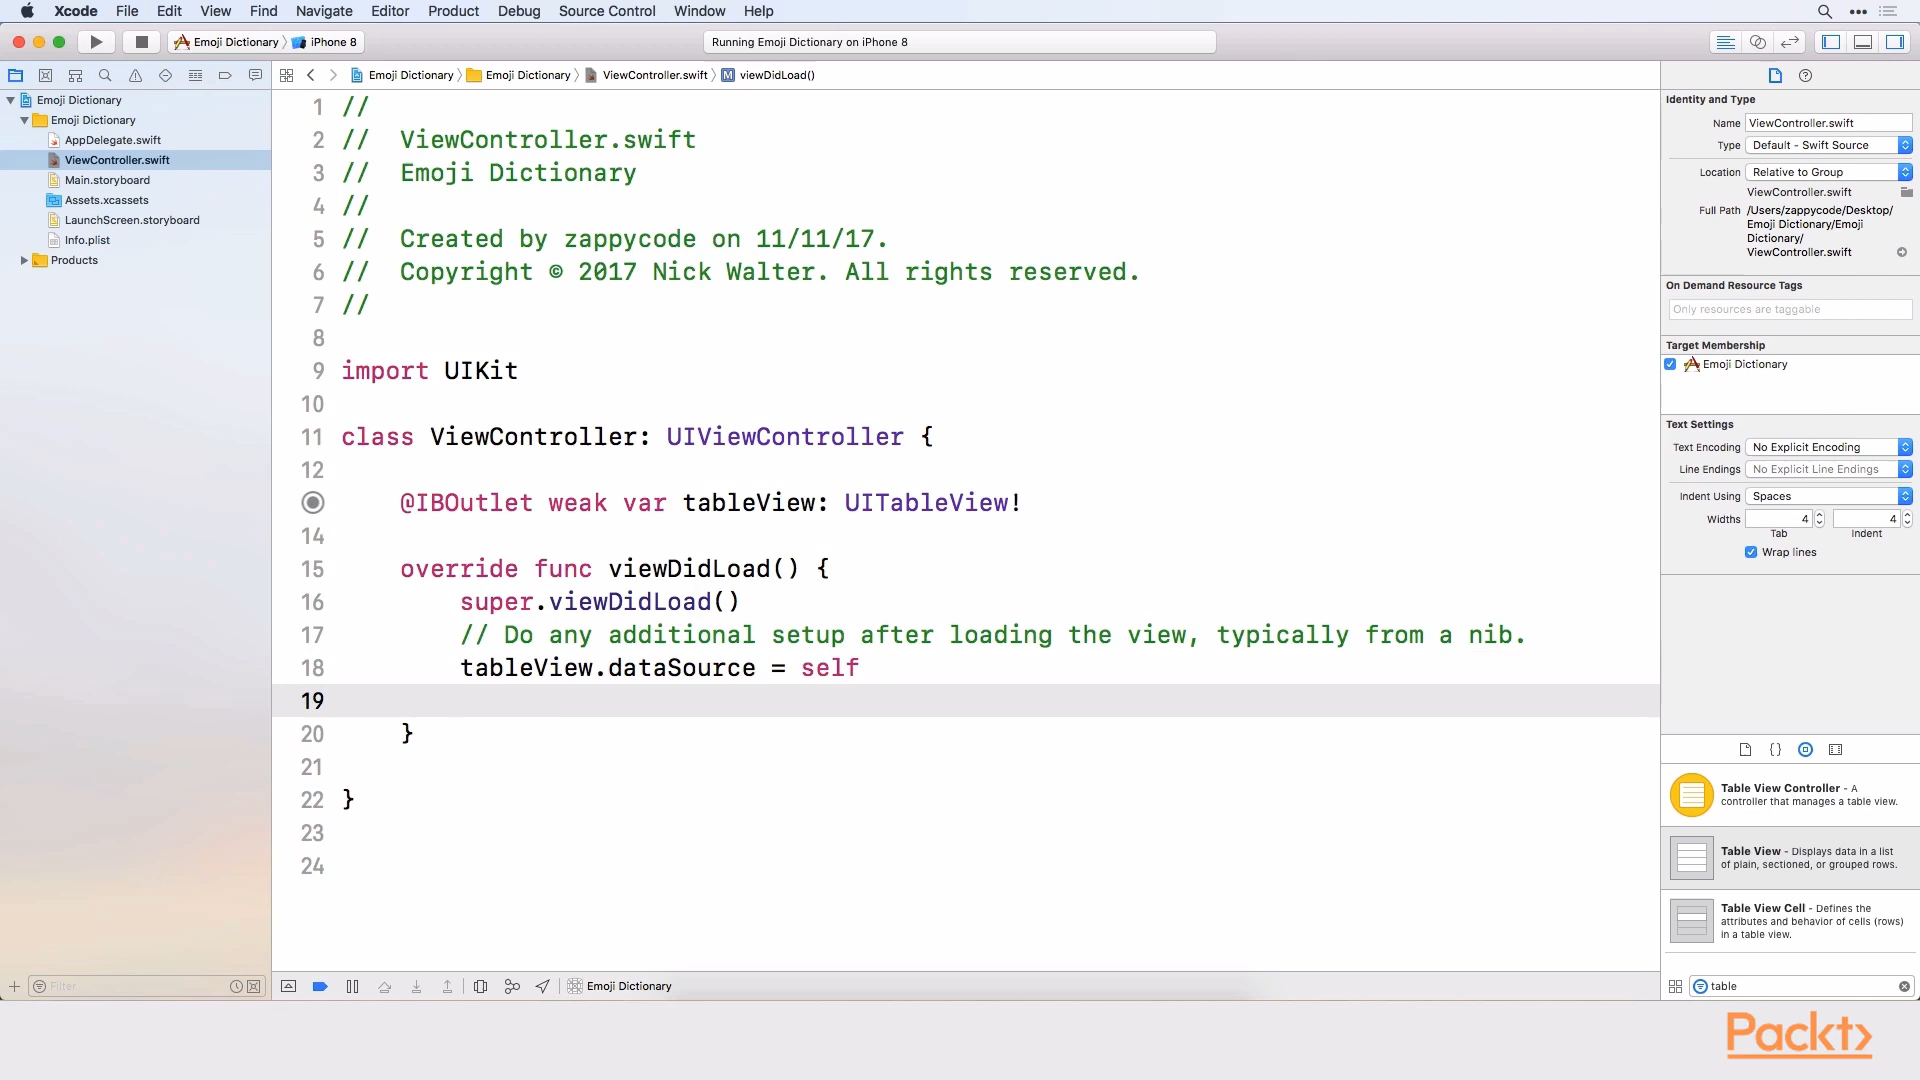 Xcode File Edit View Find Navigate Editor Product Debug Source Control Window Help
Emoji Dictionary iPhone 8
Running Emoji Dictionary on iPhone 8
Emoji Dictionary Emoji Dictionary ViewController.swift M viewDidLoad()
Emoji Dictionary
Emoji Dictionary
AppDelegate.swift
ViewController.swift
Main.storyboard
Assets.xcassets
LaunchScreen.storyboard
Info.plist
Products
Filter
1 //
2 // ViewController.swift
3 // Emoji Dictionary
4 //
5 // Created by zappycode on 11/11/17.
6 // Copyright © 2017 Nick Walter. All rights reserved.
7 //
8
9 import UIKit
10
11 class ViewController: UIViewController {
12
@IBOutlet weak var tableView: UITableView!
14
15 override func viewDidLoad() {
16 super.viewDidLoad()
17 // Do any additional setup after loading the view, typically from a nib.
18 tableView.dataSource = self
19
20 }
21
22 }
23
24
Emoji Dictionary
Identity and Type
Name ViewController.swift
Type Default - Swift Source
Location Relative to Group
ViewController.swift
Full Path /Users/zappycode/Desktop/
Emoji Dictionary/Emoji
Dictionary/
ViewController.swift
On Demand Resource Tags
Only resources are taggable
Target Membership
Emoji Dictionary
Text Settings
Text Encoding No Explicit Encoding
Line Endings No Explicit Line Endings
Indent Using Spaces
Widths 4 4
Tab Indent
Wrap lines
{}
Table View Controller - A
controller that manages a table view.
Table View - Displays data in a list
of plain, sectioned, or grouped rows.
Table View Cell - Defines the
attributes and behavior of cells (rows)
in a table view.
table
Packt>